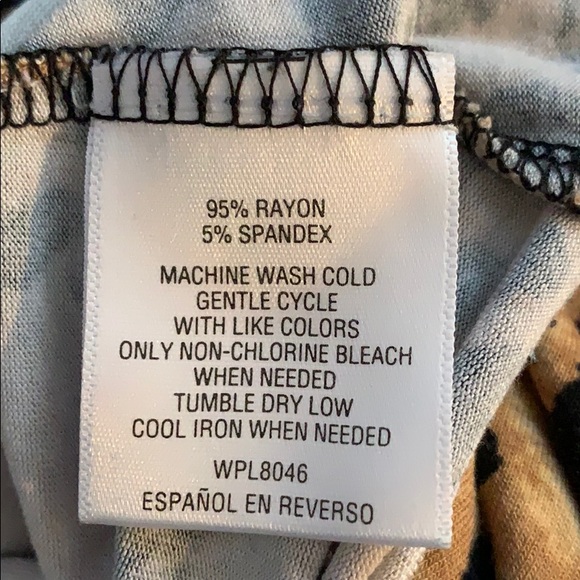 95% RAYON
5% SPANDEX
MACHINE WASH COLD
GENTLE CYCLE
WITH LIKE COLORS
ONLY NON-CHLORINE BLEACH
WHEN NEEDED
TUMBLE DRY LOW
COOL IRON WHEN NEEDED
WPL8046
ESPAÑOL EN REVERSO